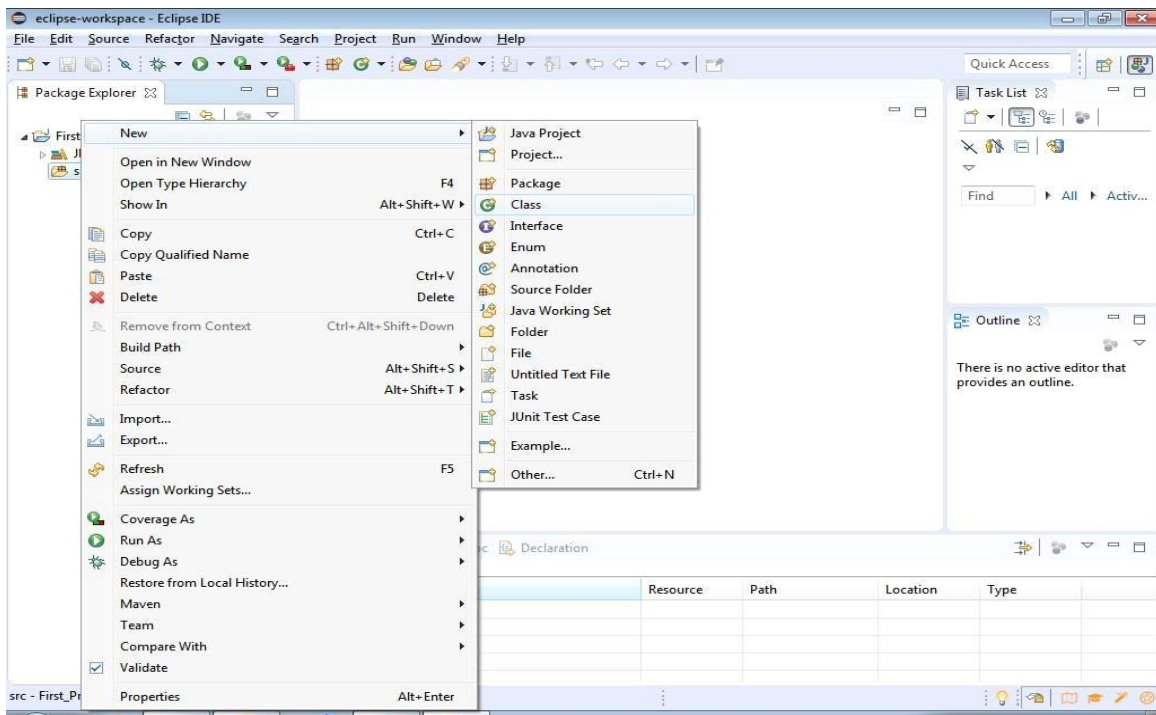 eclipse-workspace - Eclipse IDE
File Edit Source Refactor Navigate Search Project Run Window Help
Quick Access
Package Explorer
First
s
New
Open in New Window
Open Type Hierarchy F4
Show In Alt+Shift+W
Copy Ctrl+C
Copy Qualified Name
Paste Ctrl+V
Delete Delete
Remove from Context Ctrl+Alt+Shift+Down
Build Path
Source Alt+Shift+S
Refactor Alt+Shift+T
Import...
Export...
Refresh F5
Assign Working Sets...
Coverage As
Run As
Debug As
Restore from Local History...
Maven
Team
Compare With
Validate
Properties Alt+Enter
Java Project
Project...
Package
Class
Interface
Enum
Annotation
Source Folder
Java Working Set
Folder
File
Untitled Text File
Task
JUnit Test Case
Example...
Other... Ctrl+N
Task List
Find All Activ...
Outline
There is no active editor that
provides an outline.
Declaration
Resource Path Location Type
src - First_Pr